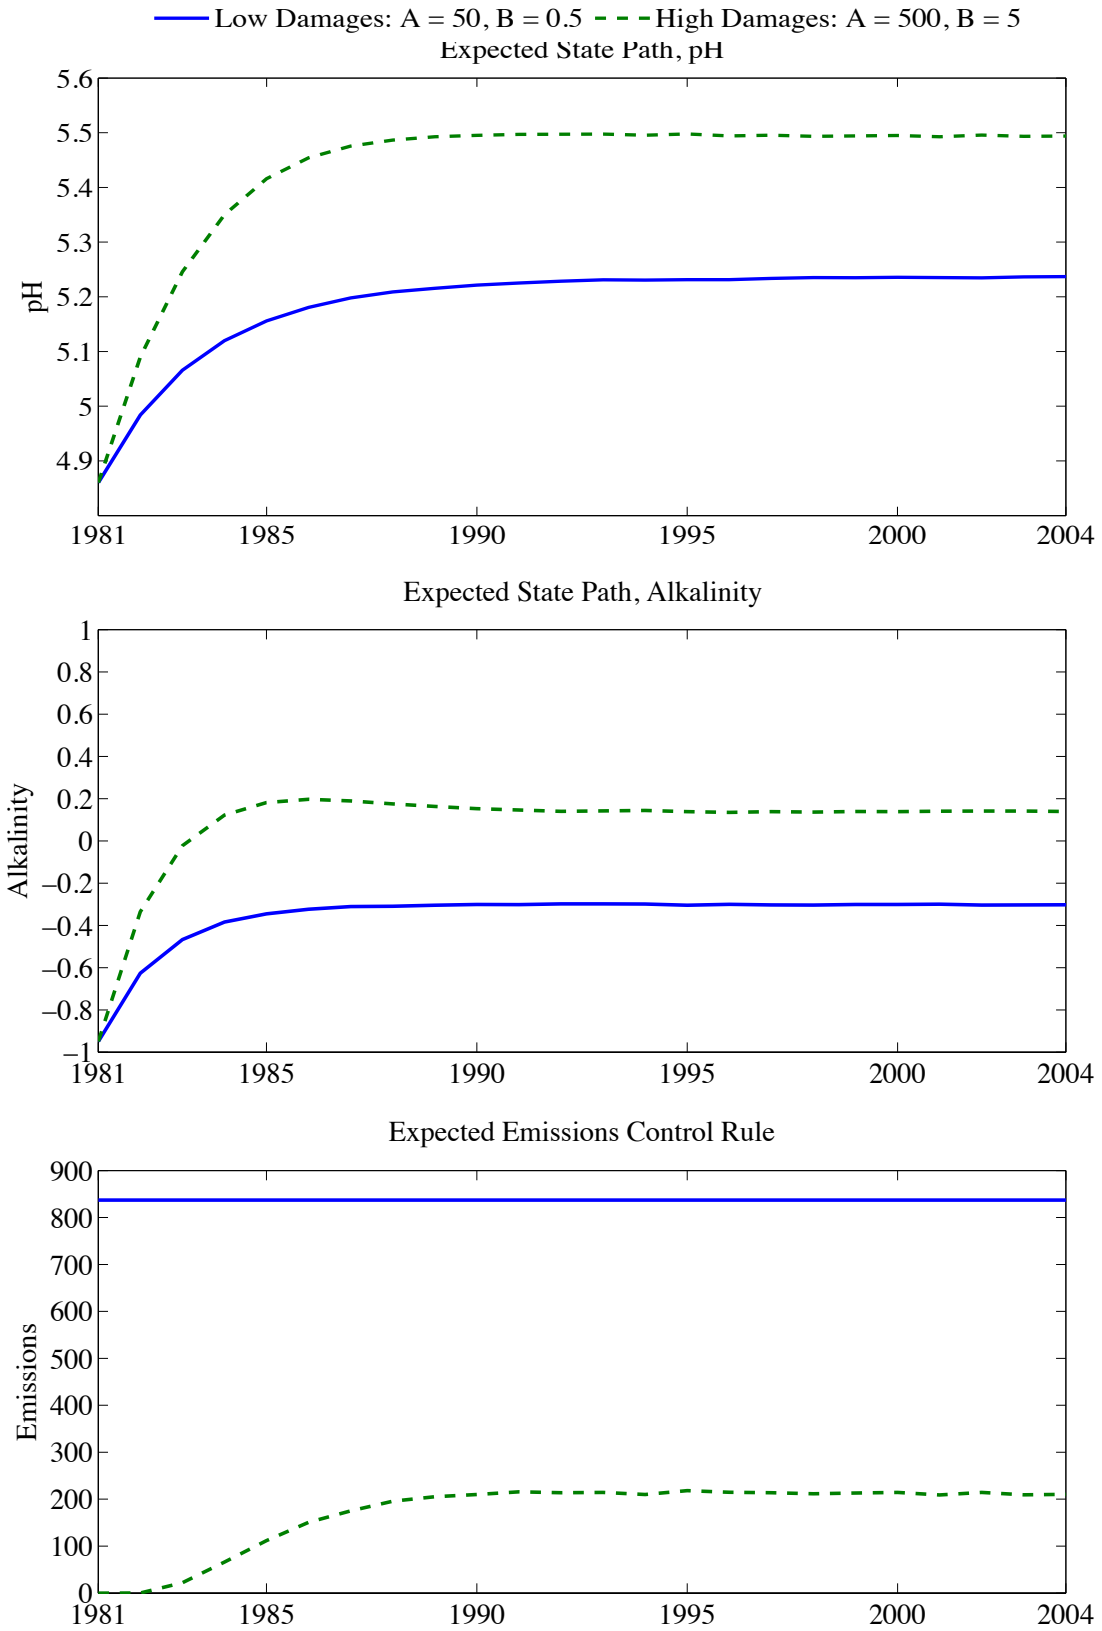 Low Damages: A = 50, B = 0.5 High Damages: A = 500, B = 5
Expected State Path, pH
5.6
5.5
5.4
5.3
5.2
5.1
5
4.9
pH
1981 1985 1990 1995 2000 2004
Expected State Path, Alkalinity
1
0.8
0.6
0.4
0.2
0
−0.2
−0.4
−0.6
−0.8
−1
Alkalinity
1981 1985 1990 1995 2000 2004
Expected Emissions Control Rule
900
800
700
600
500
400
300
200
100
0
Emissions
1981 1985 1990 1995 2000 2004